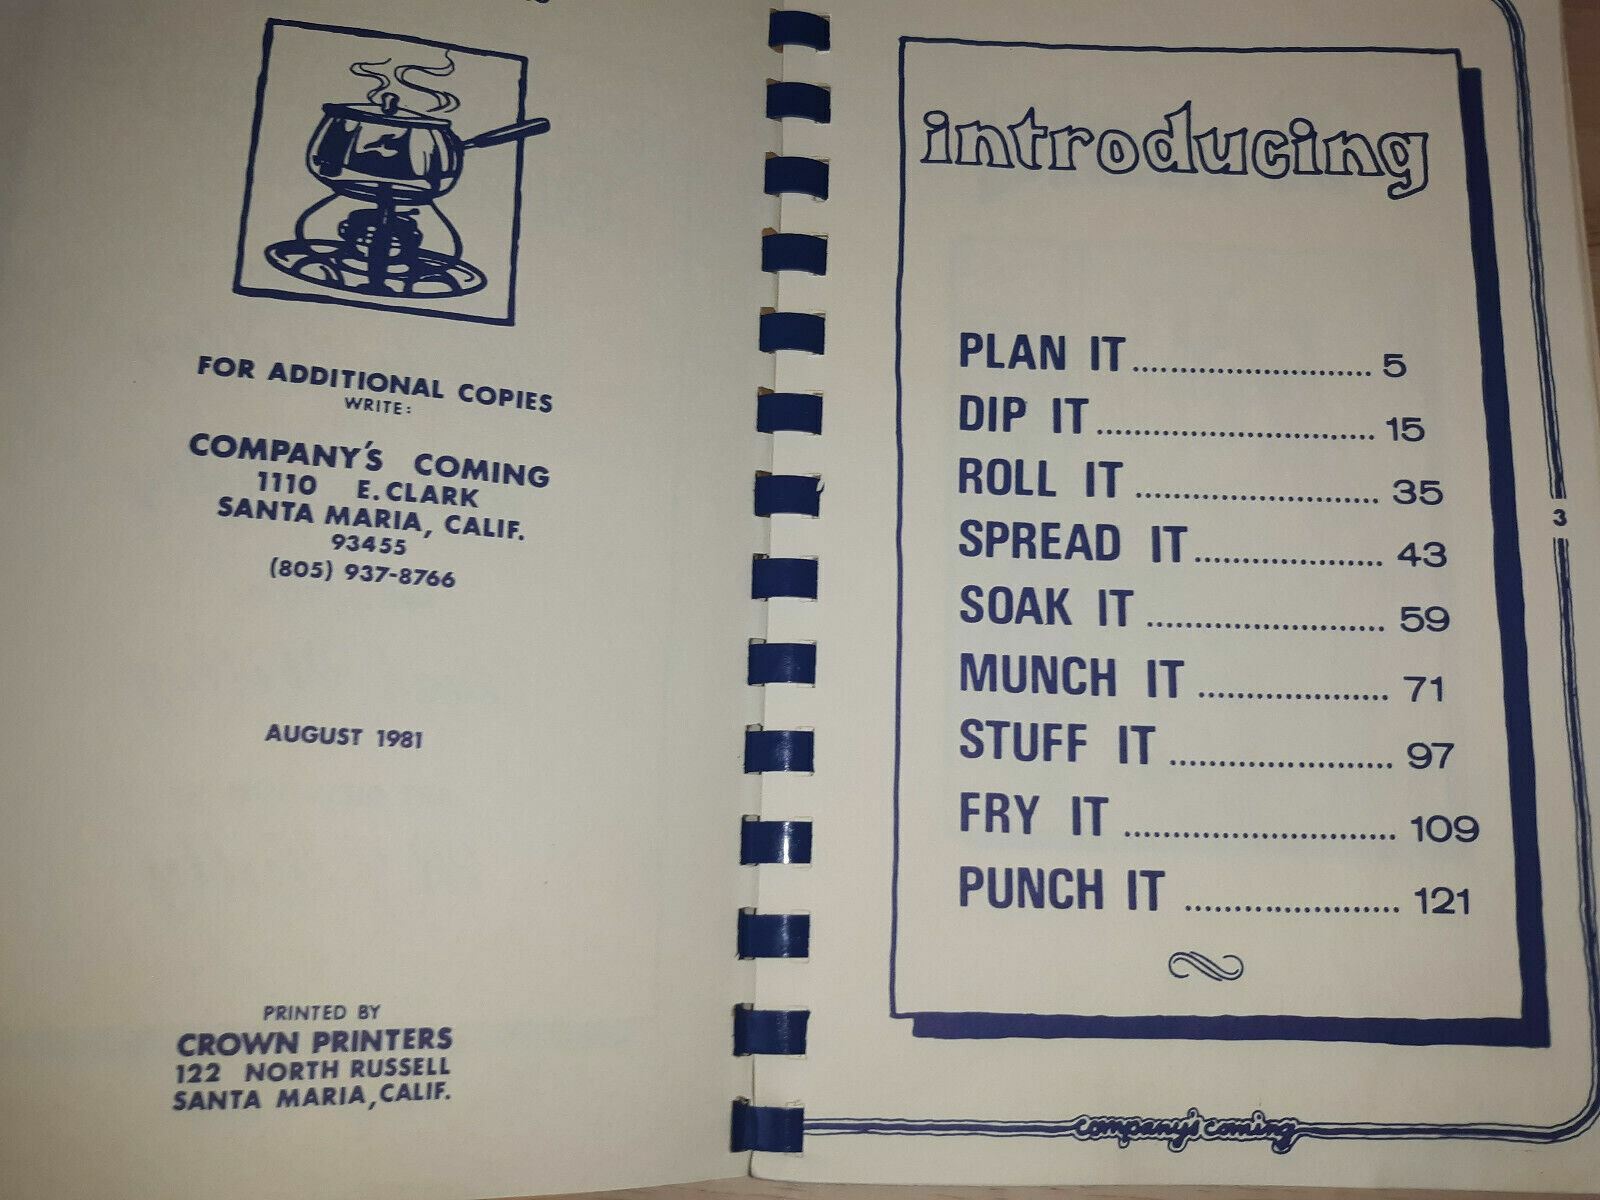 FOR ADDITIONAL COPIES
WRITE:
COMPANY'S COMING
1110 E. CLARK
SANTA MARIA, CALIF.
93455
(805) 937-8766
AUGUST 1981
PRINTED BY
CROWN PRINTERS
122 NORTH RUSSELL
SANTA MARIA, CALIF.
introducing
PLAN IT ........................ 5
DIP IT ............................ 15
ROLL IT ........................ 35
SPREAD IT ................... 43
SOAK IT ........................ 59
MUNCH IT .................... 71
STUFF IT ....................... 97
FRY IT ........................... 109
PUNCH IT ...................... 121
3
company's coming